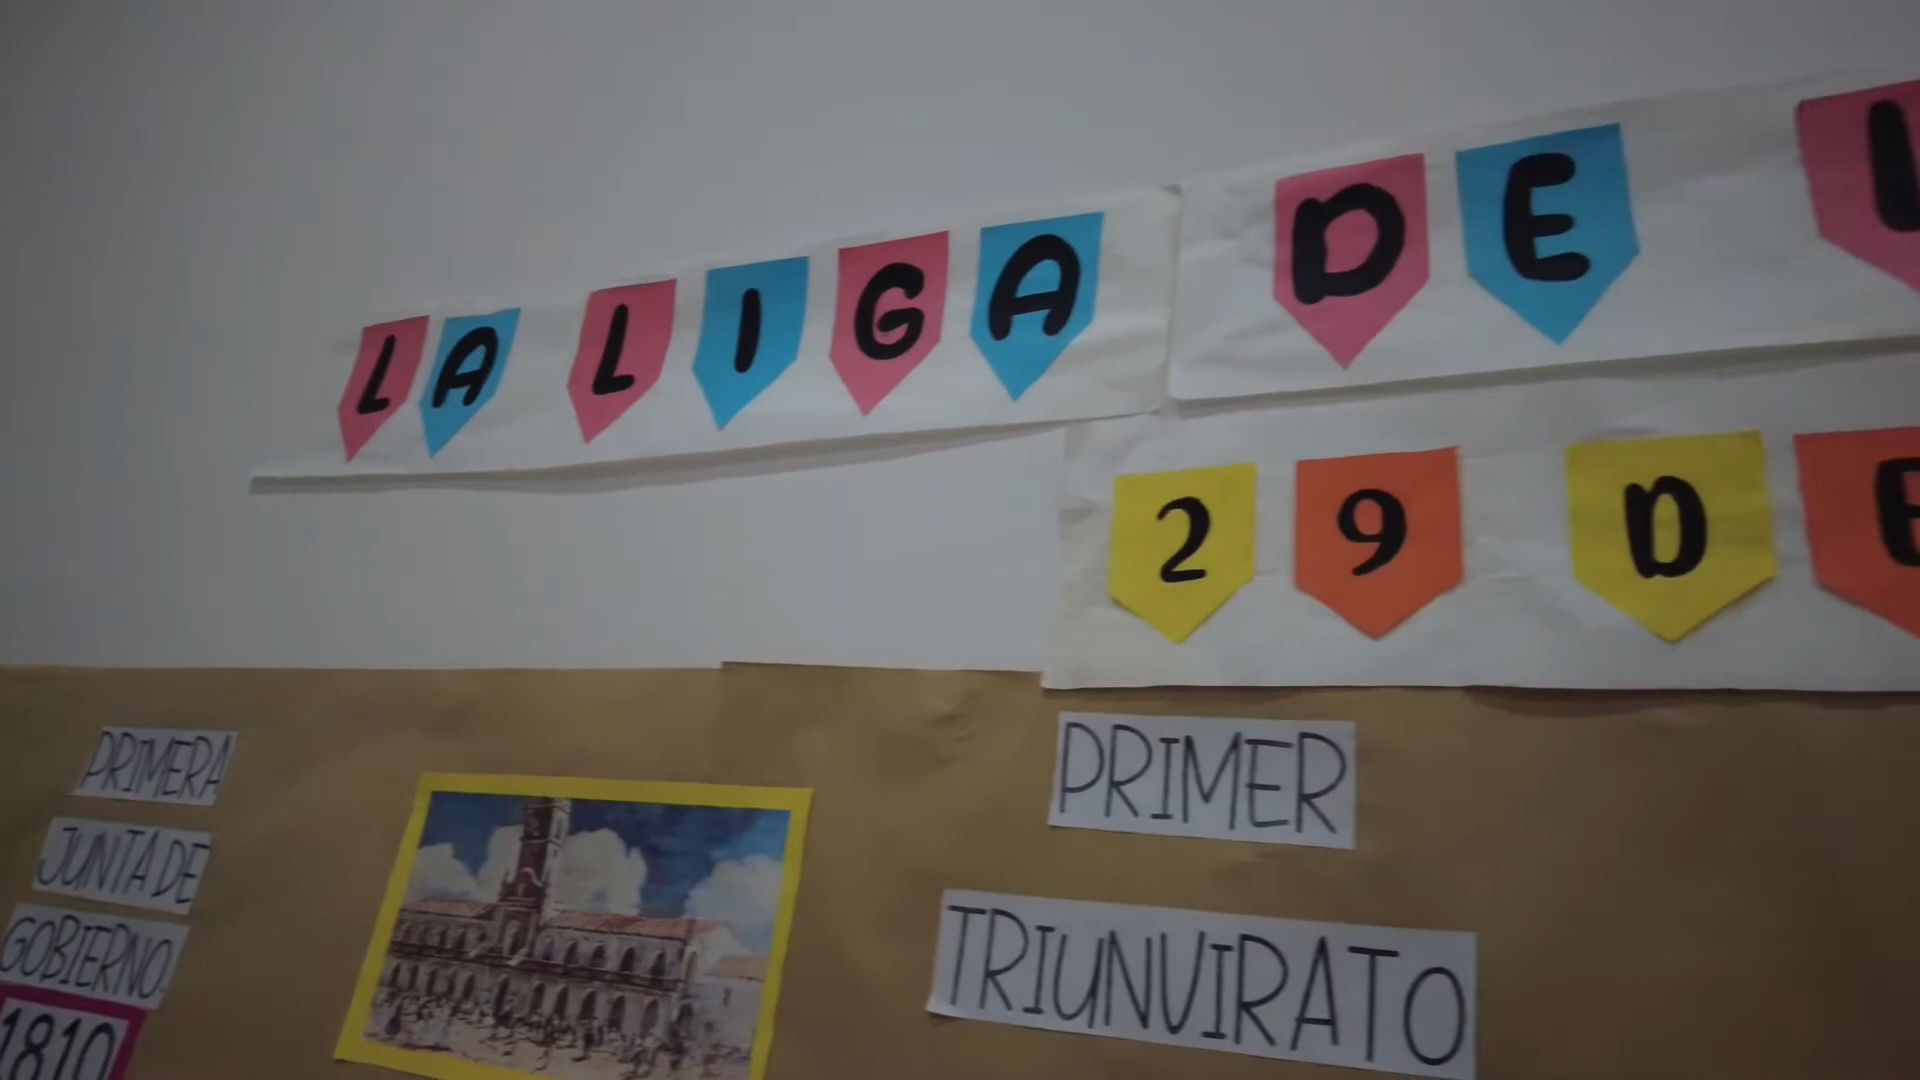 LA LIGA DE L
29 DE
PRIMERA
JUNTA DE
GOBIERNO.
1810
PRIMER
TRIUNVIRATO